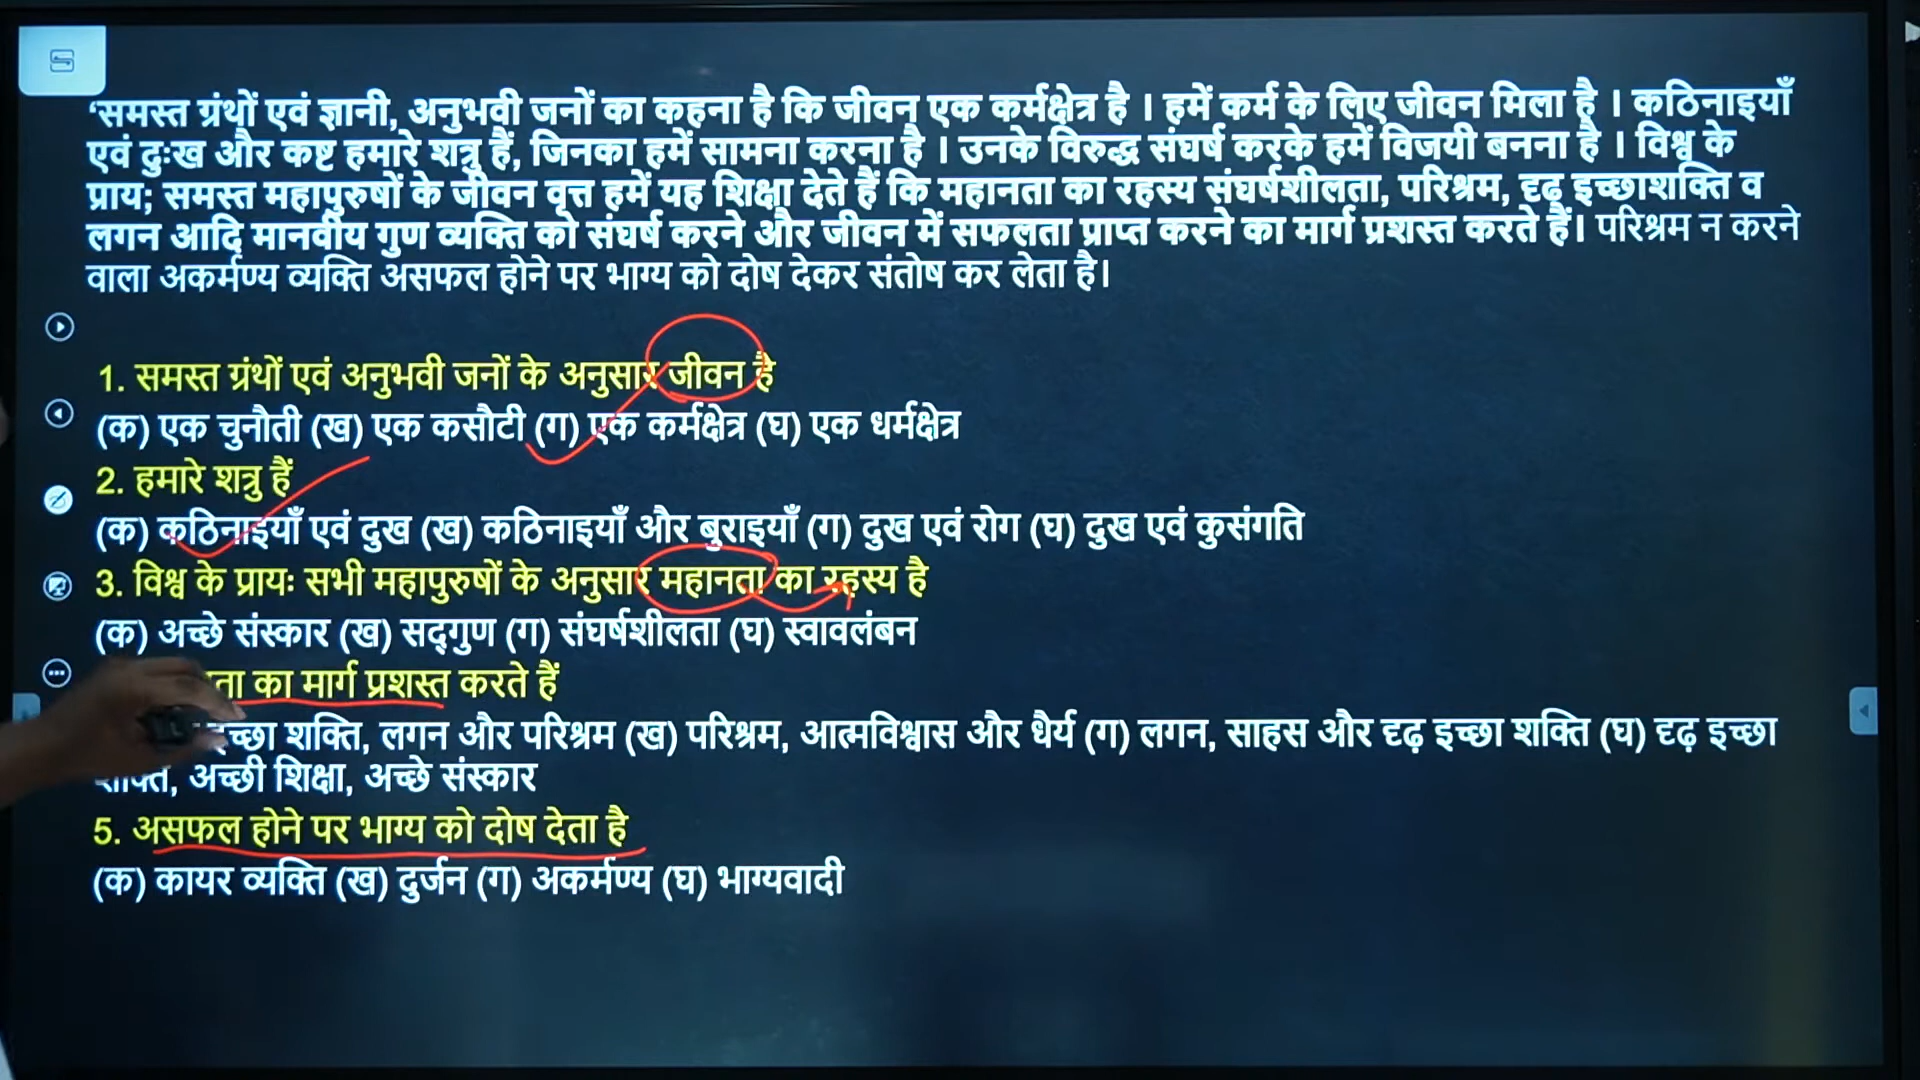 ‘समस्त ग्रंथों एवं ज्ञानी, अनुभवी जनों का कहना है कि जीवन एक कर्मक्षेत्र है । हमें कर्म के लिए जीवन मिला है । कठिनाइयाँ
एवं दुःख और कष्ट हमारे शत्रु हैं, जिनका हमें सामना करना है । उनके विरुद्ध संघर्ष करके हमें विजयी बनना है । विश्व के
प्राय; समस्त महापुरुषों के जीवन वृत्त हमें यह शिक्षा देते हैं कि महानता का रहस्य संघर्षशीलता, परिश्रम, दृढ़ इच्छाशक्ति व
लगन आदि मानवीय गुण व्यक्ति को संघर्ष करने और जीवन में सफलता प्राप्त करने का मार्ग प्रशस्त करते हैं। परिश्रम न करने
वाला अकर्मण्य व्यक्ति असफल होने पर भाग्य को दोष देकर संतोष कर लेता है।
1. समस्त ग्रंथों एवं अनुभवी जनों के अनुसार जीवन है
(क) एक चुनौती (ख) एक कसौटी (ग) एक कर्मक्षेत्र (घ) एक धर्मक्षेत्र
2. हमारे शत्रु हैं
(क) कठिनाइयाँ एवं दुख (ख) कठिनाइयाँ और बुराइयाँ (ग) दुख एवं रोग (घ) दुख एवं कुसंगति
3. विश्व के प्रायः सभी महापुरुषों के अनुसार महानता का रहस्य है
(क) अच्छे संस्कार (ख) सद्गुण (ग) संघर्षशीलता (घ) स्वावलंबन
का मार्ग प्रशस्त करते हैं
शक्ति, लगन और परिश्रम (ख) परिश्रम, आत्मविश्वास और धैर्य (ग) लगन, साहस और दृढ़ इच्छा शक्ति (घ) दृढ़ इच्छा
अच्छी शिक्षा, अच्छे संस्कार
5. असफल होने पर भाग्य को दोष देता है
(क) कायर व्यक्ति (ख) दुर्जन (ग) अकर्मण्य (घ) भाग्यवादी